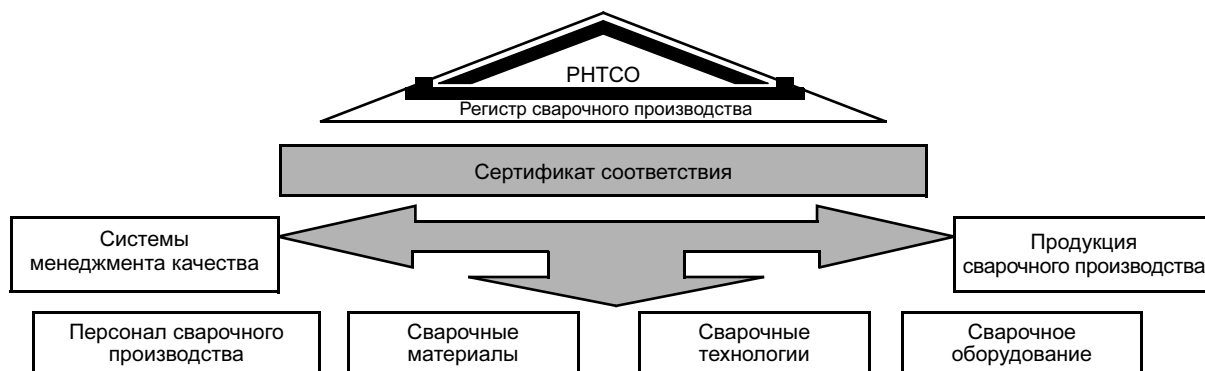 РНТСО
Регистр сварочного производства
Сертификат соответствия
Системы
менеджмента качества
Продукция
сварочного производства
Персонал сварочного
производства
Сварочные
материалы
Сварочные
технологии
Сварочное
оборудование